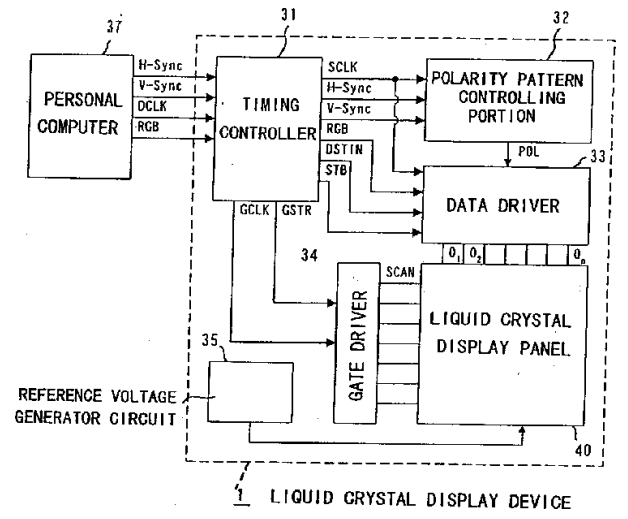 37
31
32
H-Sync
V-Sync
DCLK
RGB
PERSONAL
COMPUTER
TIMING
CONTROLLER
SCLK
H-Sync
V-Sync
RGB
DSTIN
STB
POLARITY PATTERN
CONTROLLING
PORTION
POL
33
DATA DRIVER
GCLK
GSTR
34
O1
O2
On
SCAN
GATE DRIVER
LIQUID CRYSTAL
DISPLAY PANEL
35
REFERENCE VOLTAGE
GENERATOR CIRCUIT
40
1 LIQUID CRYSTAL DISPLAY DEVICE